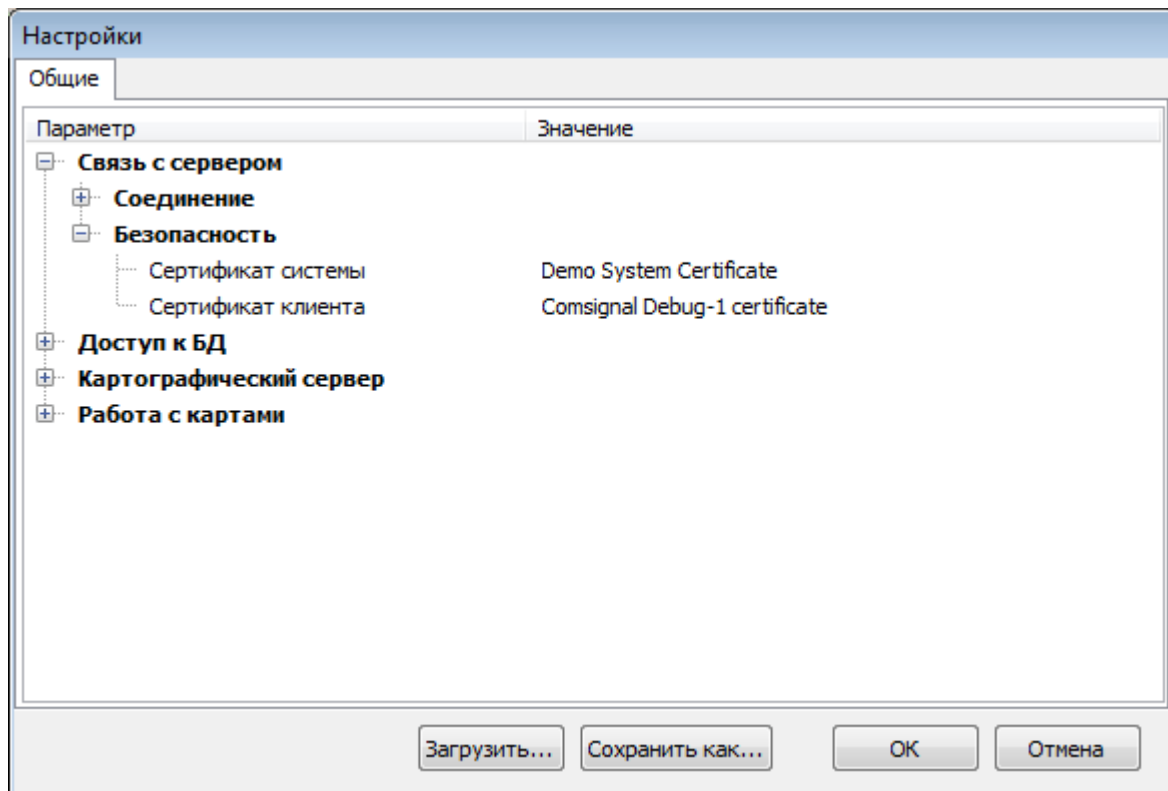 Настройки
Общие
Параметр Значение
Связь с сервером
Соединение
Безопасность
Сертификат системы Demo System Certificate
Сертификат клиента Comsignal Debug-1 certificate
Доступ к БД
Картографический сервер
Работа с картами
Загрузить... Сохранить как... OK Отмена